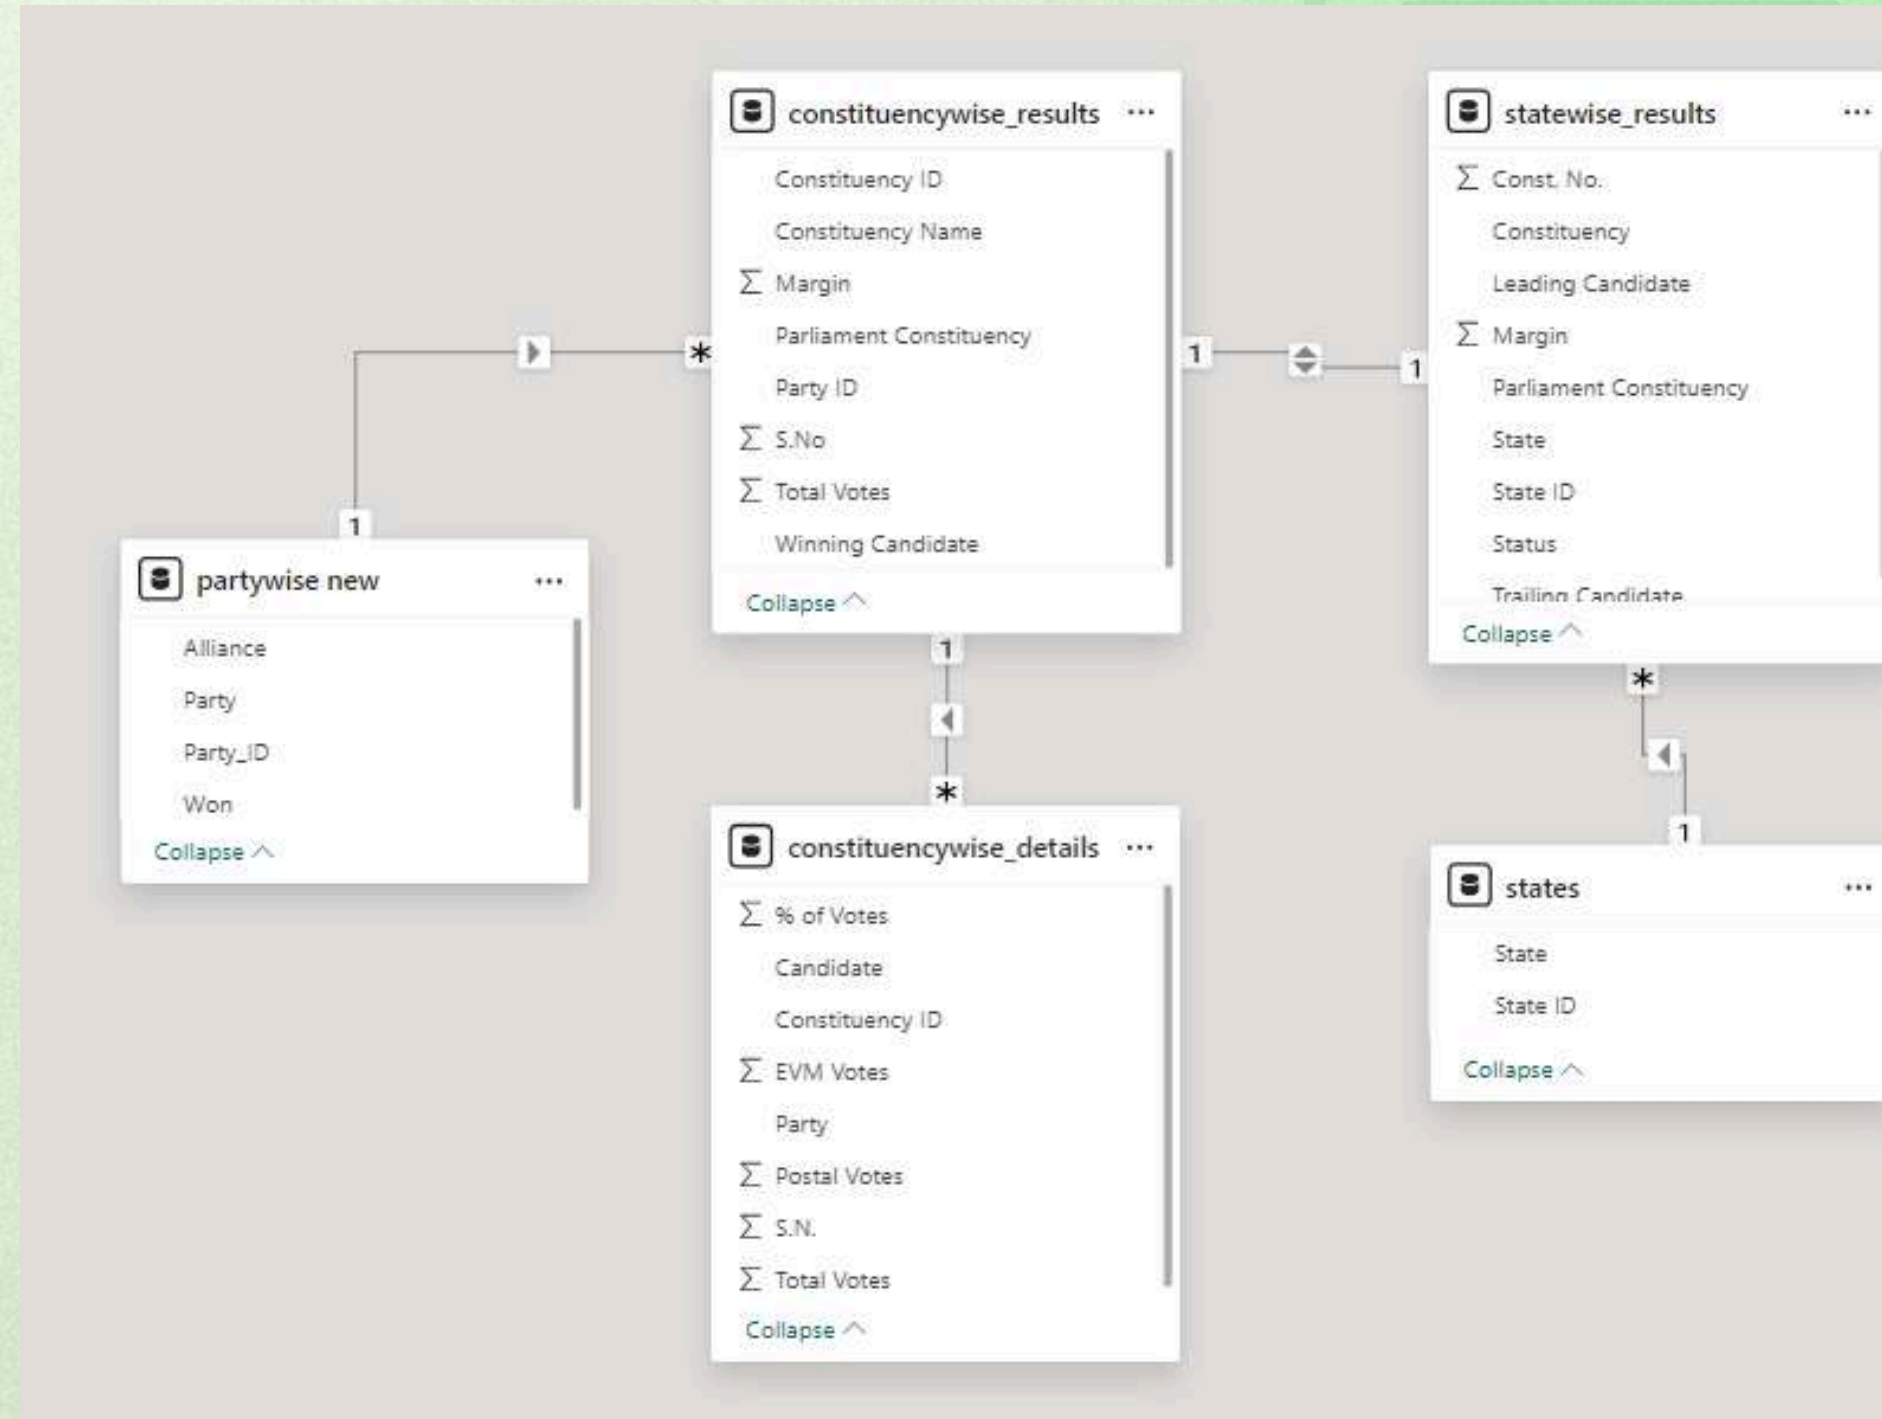 constituencywise_results ...
Constituency ID
Constituency Name
Σ Margin
Parliament Constituency
Party ID
Σ S.No
Σ Total Votes
Winning Candidate
Collapse
statewise_results ...
Σ Const. No.
Constituency
Leading Candidate
Σ Margin
Parliament Constituency
State
State ID
Status
Trailing Candidate
Collapse
* 1 1
1
partywise new ...
Alliance
Party
Party_ID
Won
Collapse
1
*
constituencywise_details ...
Σ % of Votes
Candidate
Constituency ID
Σ EVM Votes
Party
Σ Postal Votes
Σ S.N.
Σ Total Votes
Collapse
*
1
states ...
State
State ID
Collapse